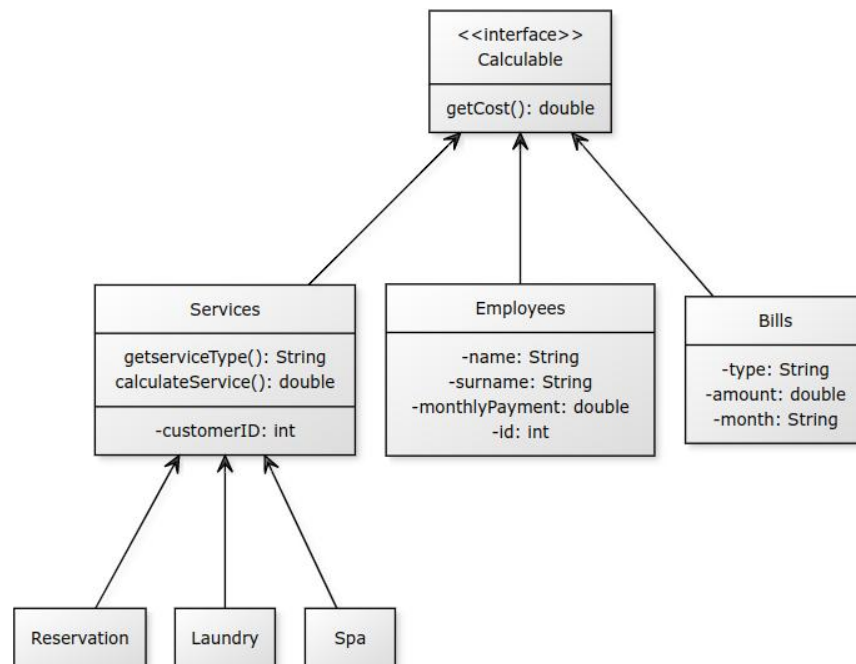 <<interface>>
Calculable
getCost(): double
Services
getserviceType(): String
calculateService(): double
-customerID: int
Employees
-name: String
-surname: String
-monthlyPayment: double
-id: int
Bills
-type: String
-amount: double
-month: String
Reservation
Laundry
Spa